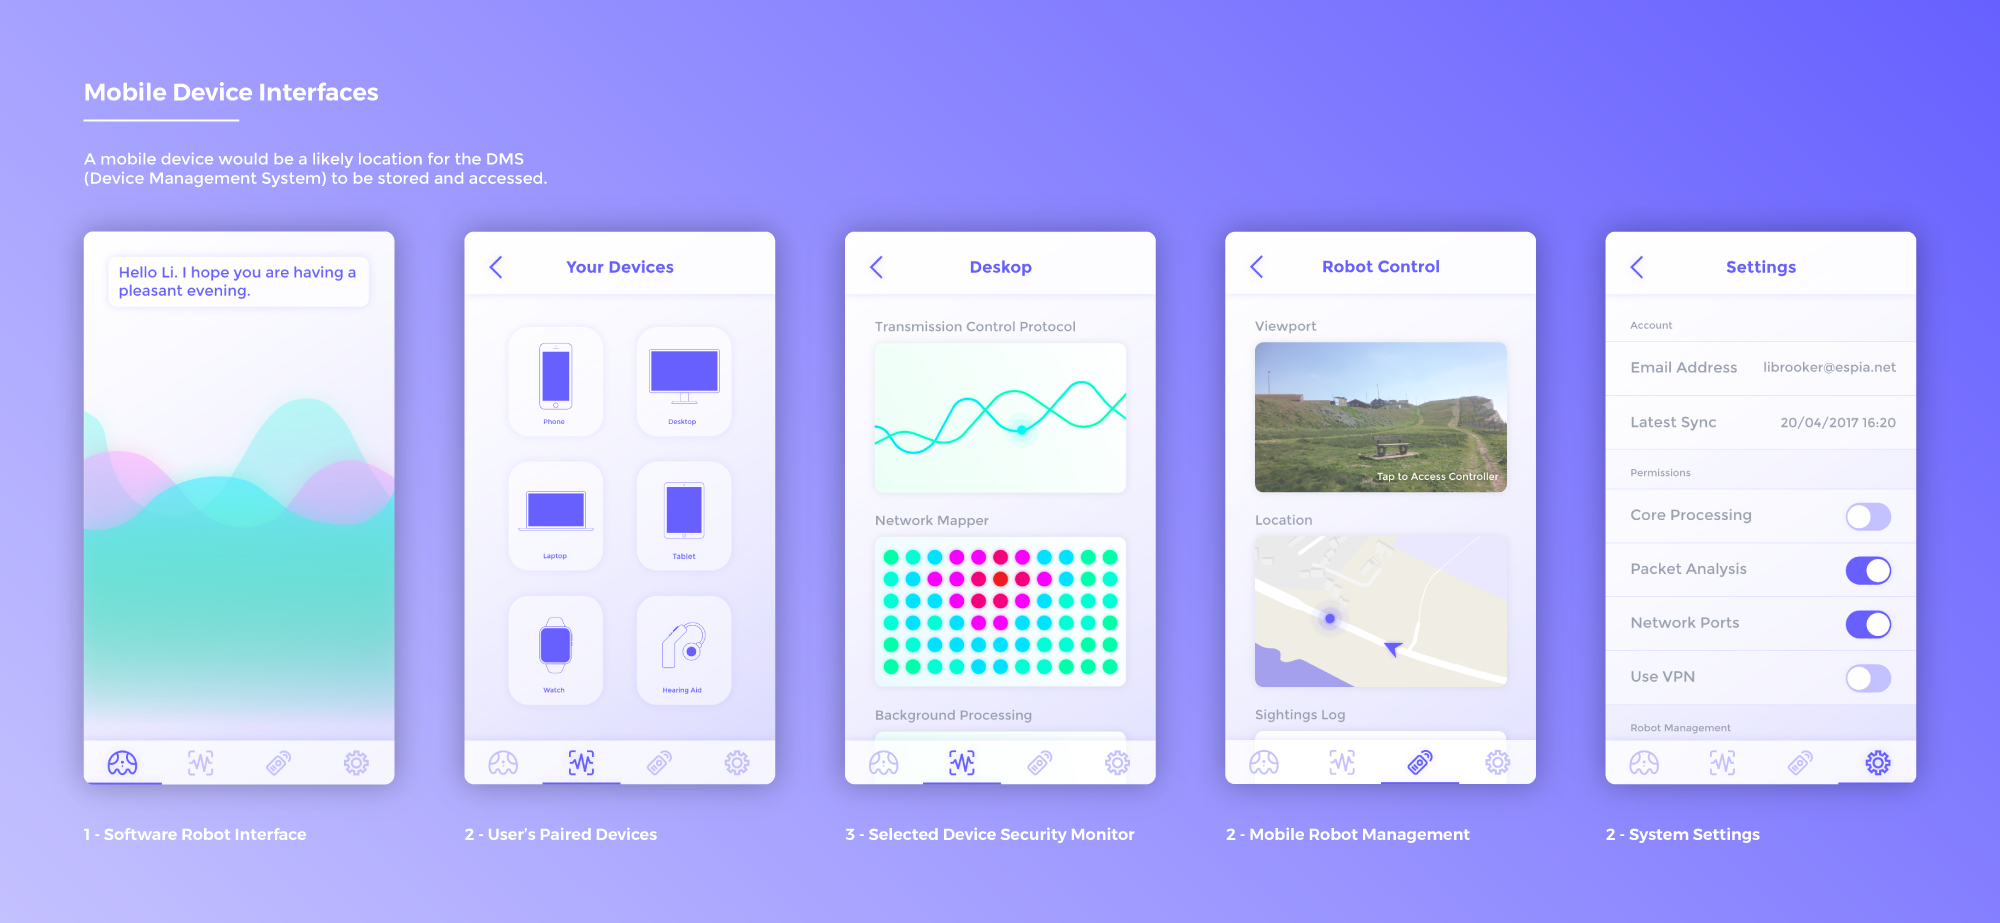 Mobile Device Interfaces
A mobile device would be a likely location for the DMS
(Device Management System) to be stored and accessed.
Hello Li. I hope you are having a
pleasant evening.
1 - Software Robot Interface
Your Devices
Phone
Desktop
Laptop
Tablet
Watch
Hearing Aid
2 - User's Paired Devices
Deskop
Transmission Control Protocol
Network Mapper
Background Processing
3 - Selected Device Security Monitor
Robot Control
Viewport
Tap to Access Controller
Location
Sightings Log
2 - Mobile Robot Management
Settings
Account
Email Address librooker@espia.net
Latest Sync 20/04/2017 16:20
Permissions
Core Processing
Packet Analysis
Network Ports
Use VPN
Robot Management
2 - System Settings